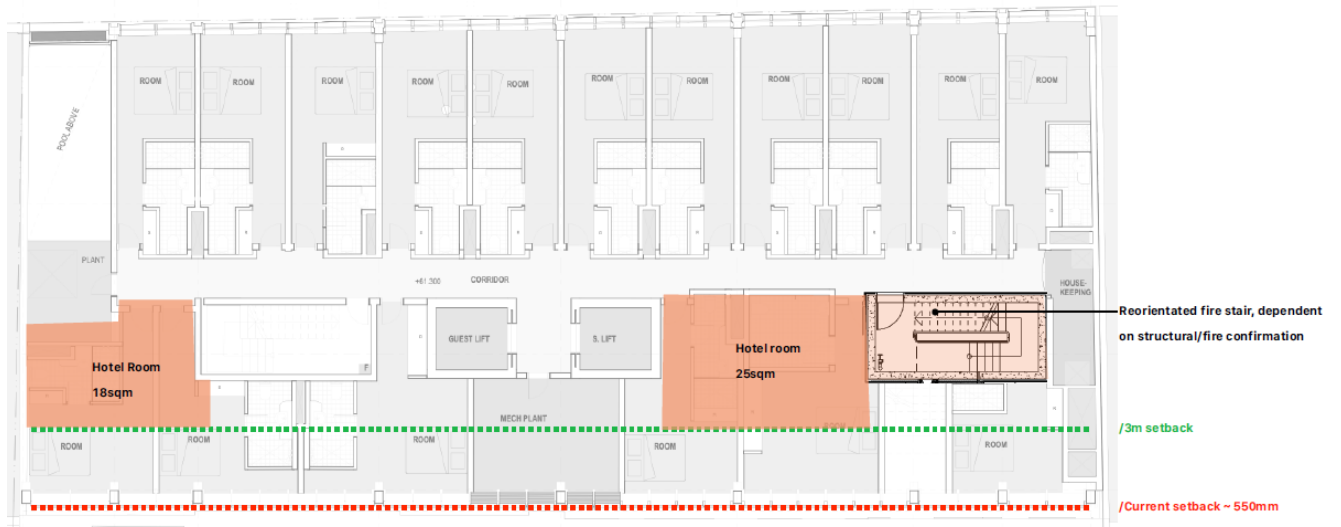 ROOM
ROOM
ROOM
ROOM
ROOM
ROOM
ROOM
ROOM
ROOM
ROOM
ROOM
POOL ABOVE
PLANT
+61.300
CORRIDOR
HOUSE-
KEEPING
Reorientated fire stair, dependent
on structural/fire confirmation
GUEST LIFT
S. LIFT
Hotel Room
18sqm
Hotel room
25sqm
F
MECH PLANT
ROOM
/3m setback
ROOM
ROOM
ROOM
ROOM
ROOM
/Current setback ~ 550mm